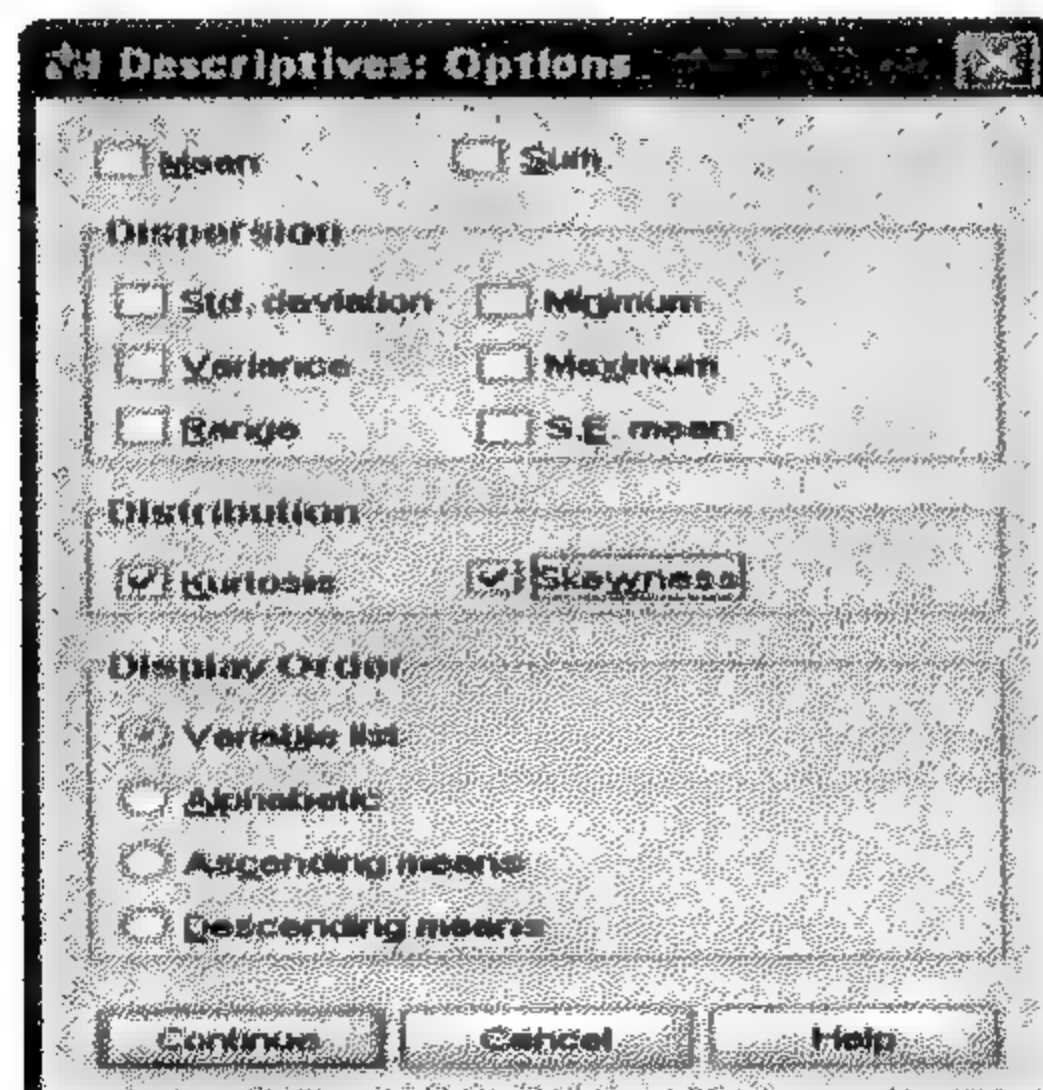 Descriptives: Options
Mean Sum
Dispersion
Std. deviation Minimum
Variance Maximum
Range S.E. mean
Distribution
Kurtosis Skewness
Display Order
Variable list
Alphabetic
Ascending means
Descending means
Continue Cancel Help